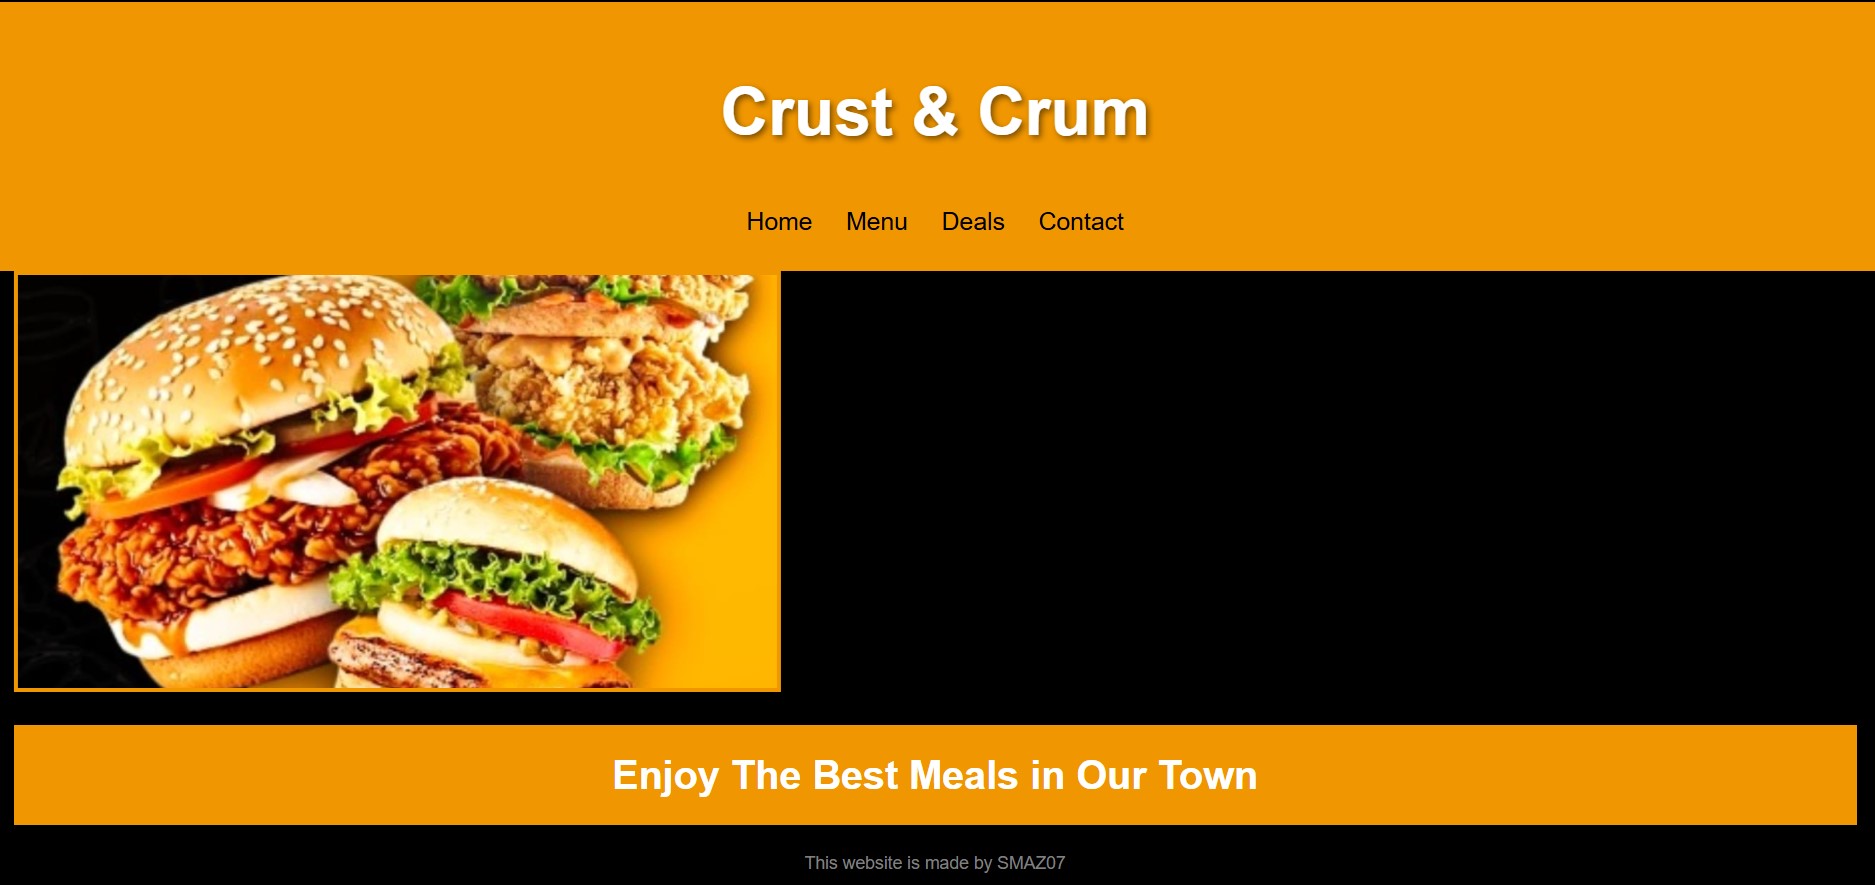 Crust & Crum
Home Menu Deals Contact
Enjoy The Best Meals in Our Town
This website is made by SMAZ07